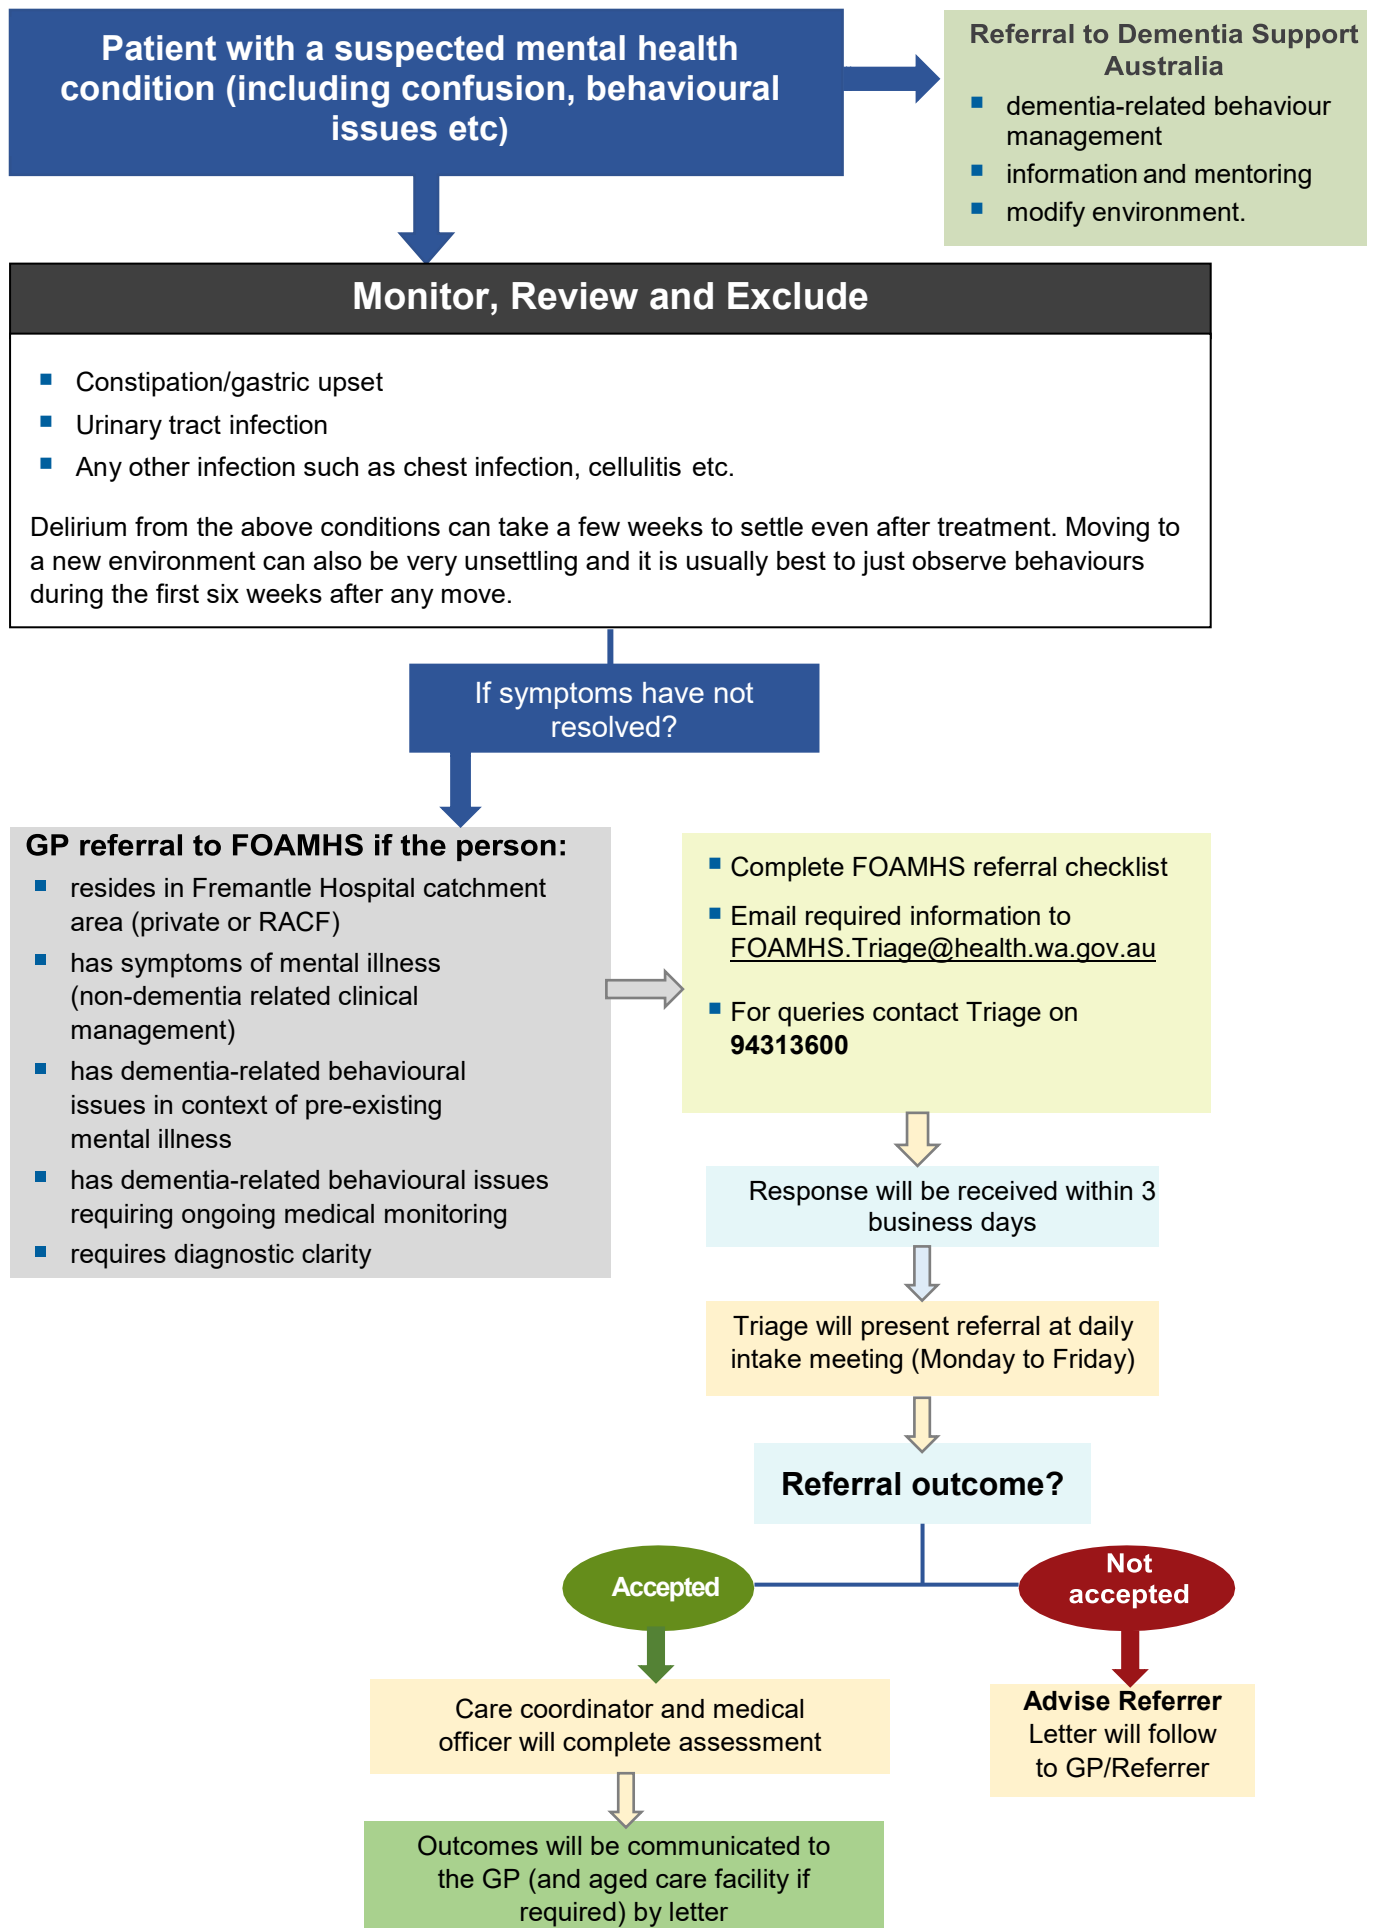 Patient with a suspected mental health
condition (including confusion, behavioural
issues etc)
Referral to Dementia Support
Australia
▪ dementia-related behaviour
management
▪ information and mentoring
▪ modify environment.
Monitor, Review and Exclude
▪ Constipation/gastric upset
▪ Urinary tract infection
▪ Any other infection such as chest infection, cellulitis etc.
Delirium from the above conditions can take a few weeks to settle even after treatment. Moving to
a new environment can also be very unsettling and it is usually best to just observe behaviours
during the first six weeks after any move.
If symptoms have not
resolved?
GP referral to FOAMHS if the person:
▪ resides in Fremantle Hospital catchment
area (private or RACF)
▪ has symptoms of mental illness
(non-dementia related clinical
management)
▪ has dementia-related behavioural
issues in context of pre-existing
mental illness
▪ has dementia-related behavioural issues
requiring ongoing medical monitoring
▪ requires diagnostic clarity
▪ Complete FOAMHS referral checklist
▪ Email required information to
FOAMHS.Triage@health.wa.gov.au
▪ For queries contact Triage on
94313600
Response will be received within 3
business days
Triage will present referral at daily
intake meeting (Monday to Friday)
Referral outcome?
Accepted
Not
accepted
Care coordinator and medical
officer will complete assessment
Advise Referrer
Letter will follow
to GP/Referrer
Outcomes will be communicated to
the GP (and aged care facility if
required) by letter